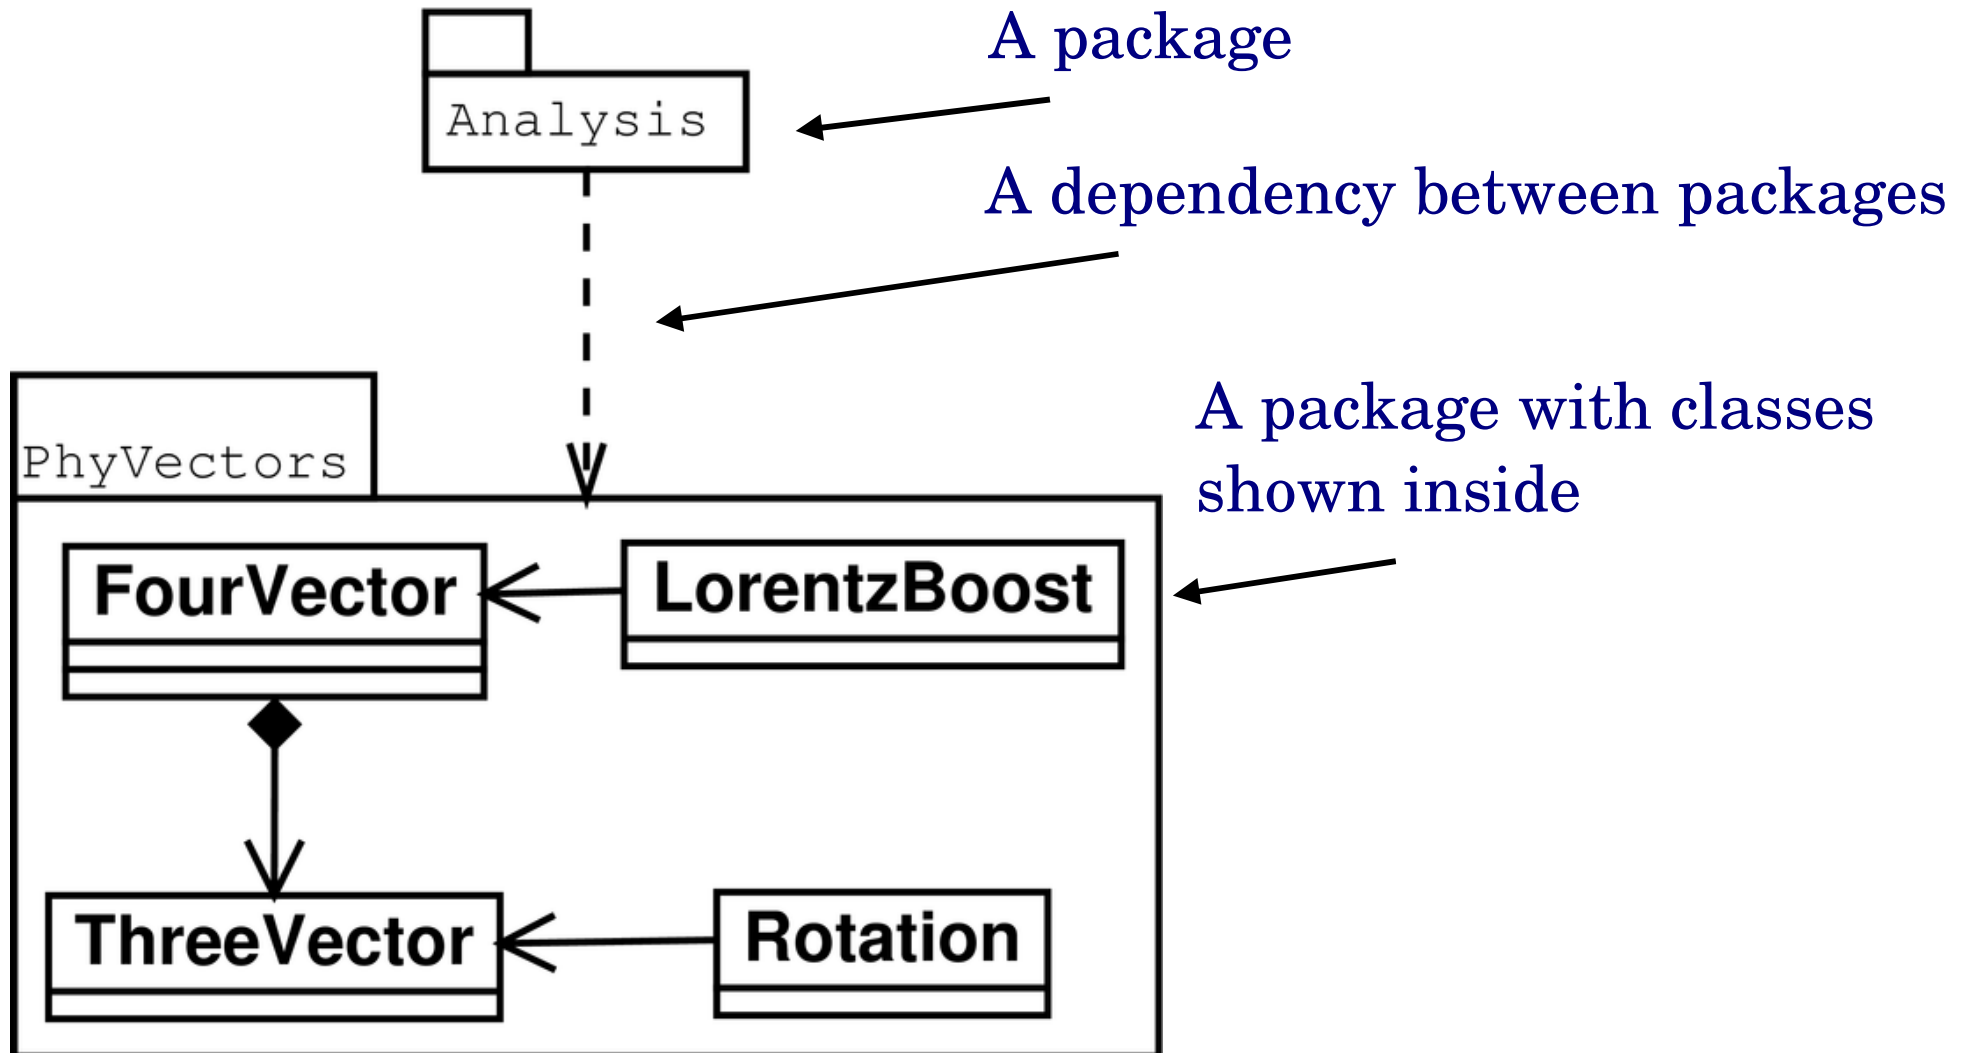 A package
Analysis
A dependency between packages
PhyVectors
A package with classes
shown inside
FourVector
LorentzBoost
ThreeVector
Rotation